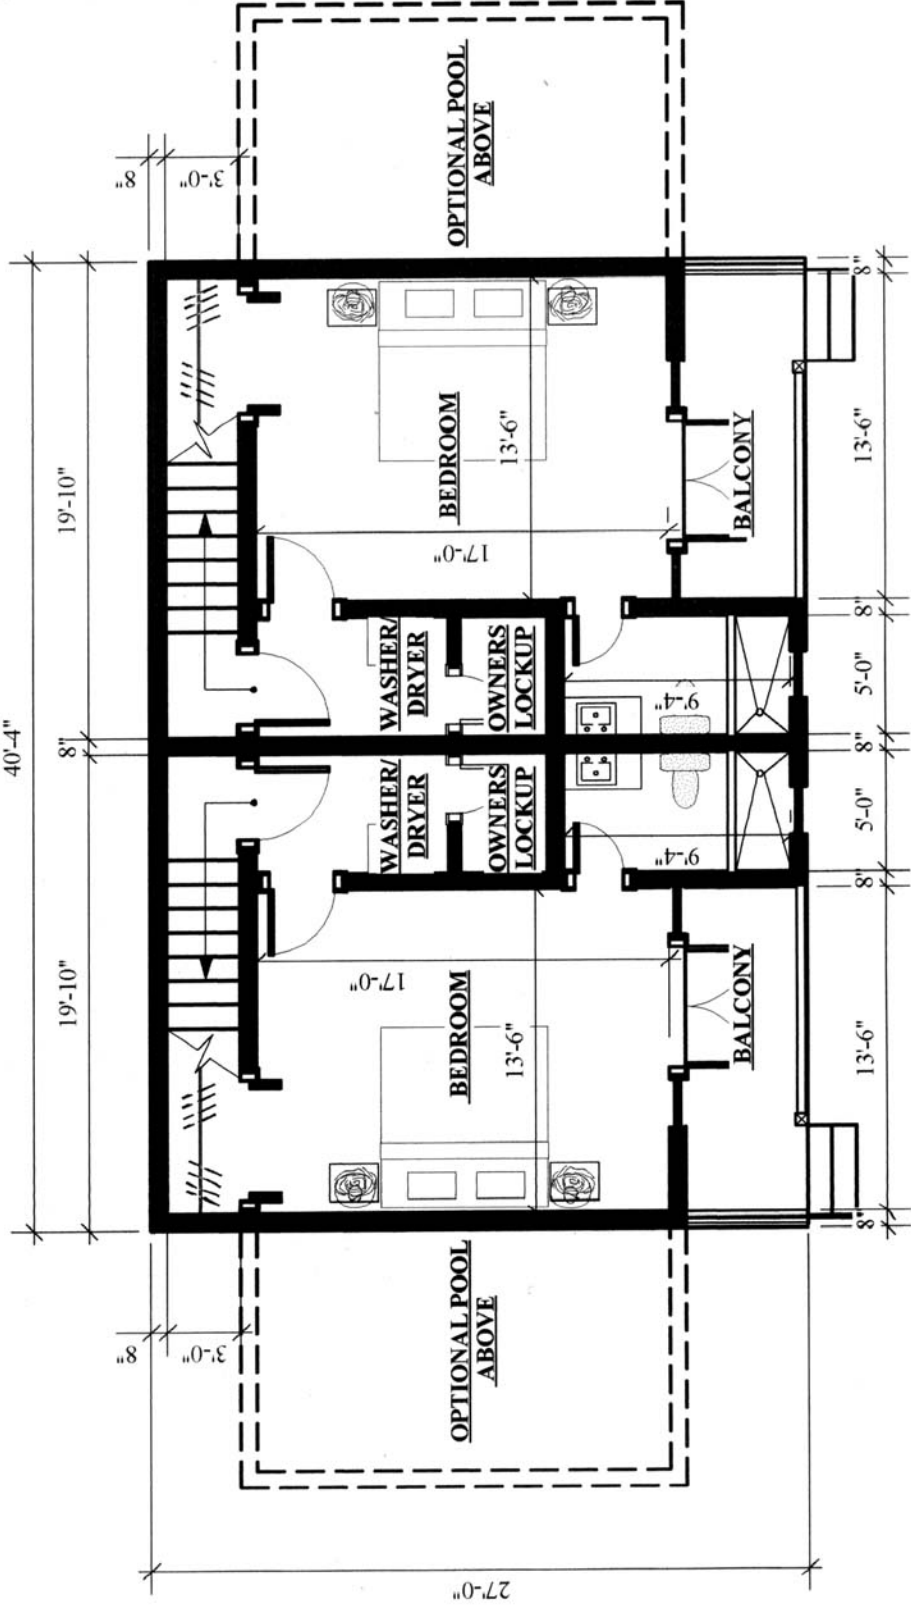 40'-4"
19'-10"
8"
19'-10"
8"
3'-0"
8"
3'-0"
OPTIONAL POOL
ABOVE
BEDROOM
13'-6"
17'-0"
WASHER/
DRYER
OWNERS
LOCKUP
9'-4"
BALCONY
WASHER/
DRYER
OWNERS
LOCKUP
9'-4"
BALCONY
BEDROOM
13'-6"
17'-0"
OPTIONAL POOL
ABOVE
8"
13'-6"
8"
5'-0"
8"
5'-0"
8"
13'-6"
8"
27'-0"